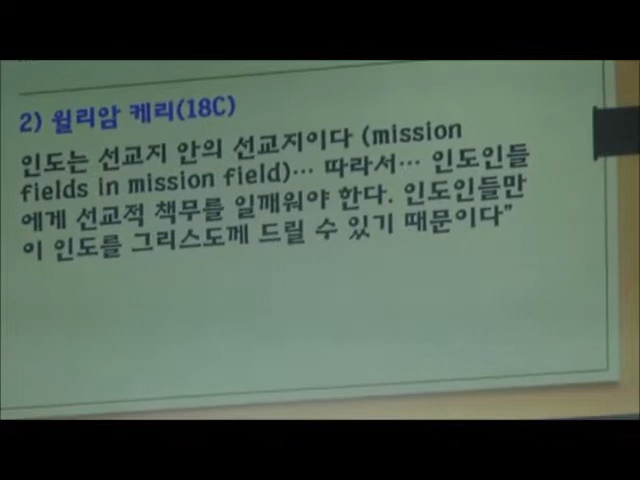 2) 윌리암 케리(18C)
인도는 선교지 안의 선교지이다 (mission
fields in mission field)… 따라서… 인도인들
에게 선교적 책무를 일깨워야 한다. 인도인들만
이 인도를 그리스도께 드릴 수 있기 때문이다”